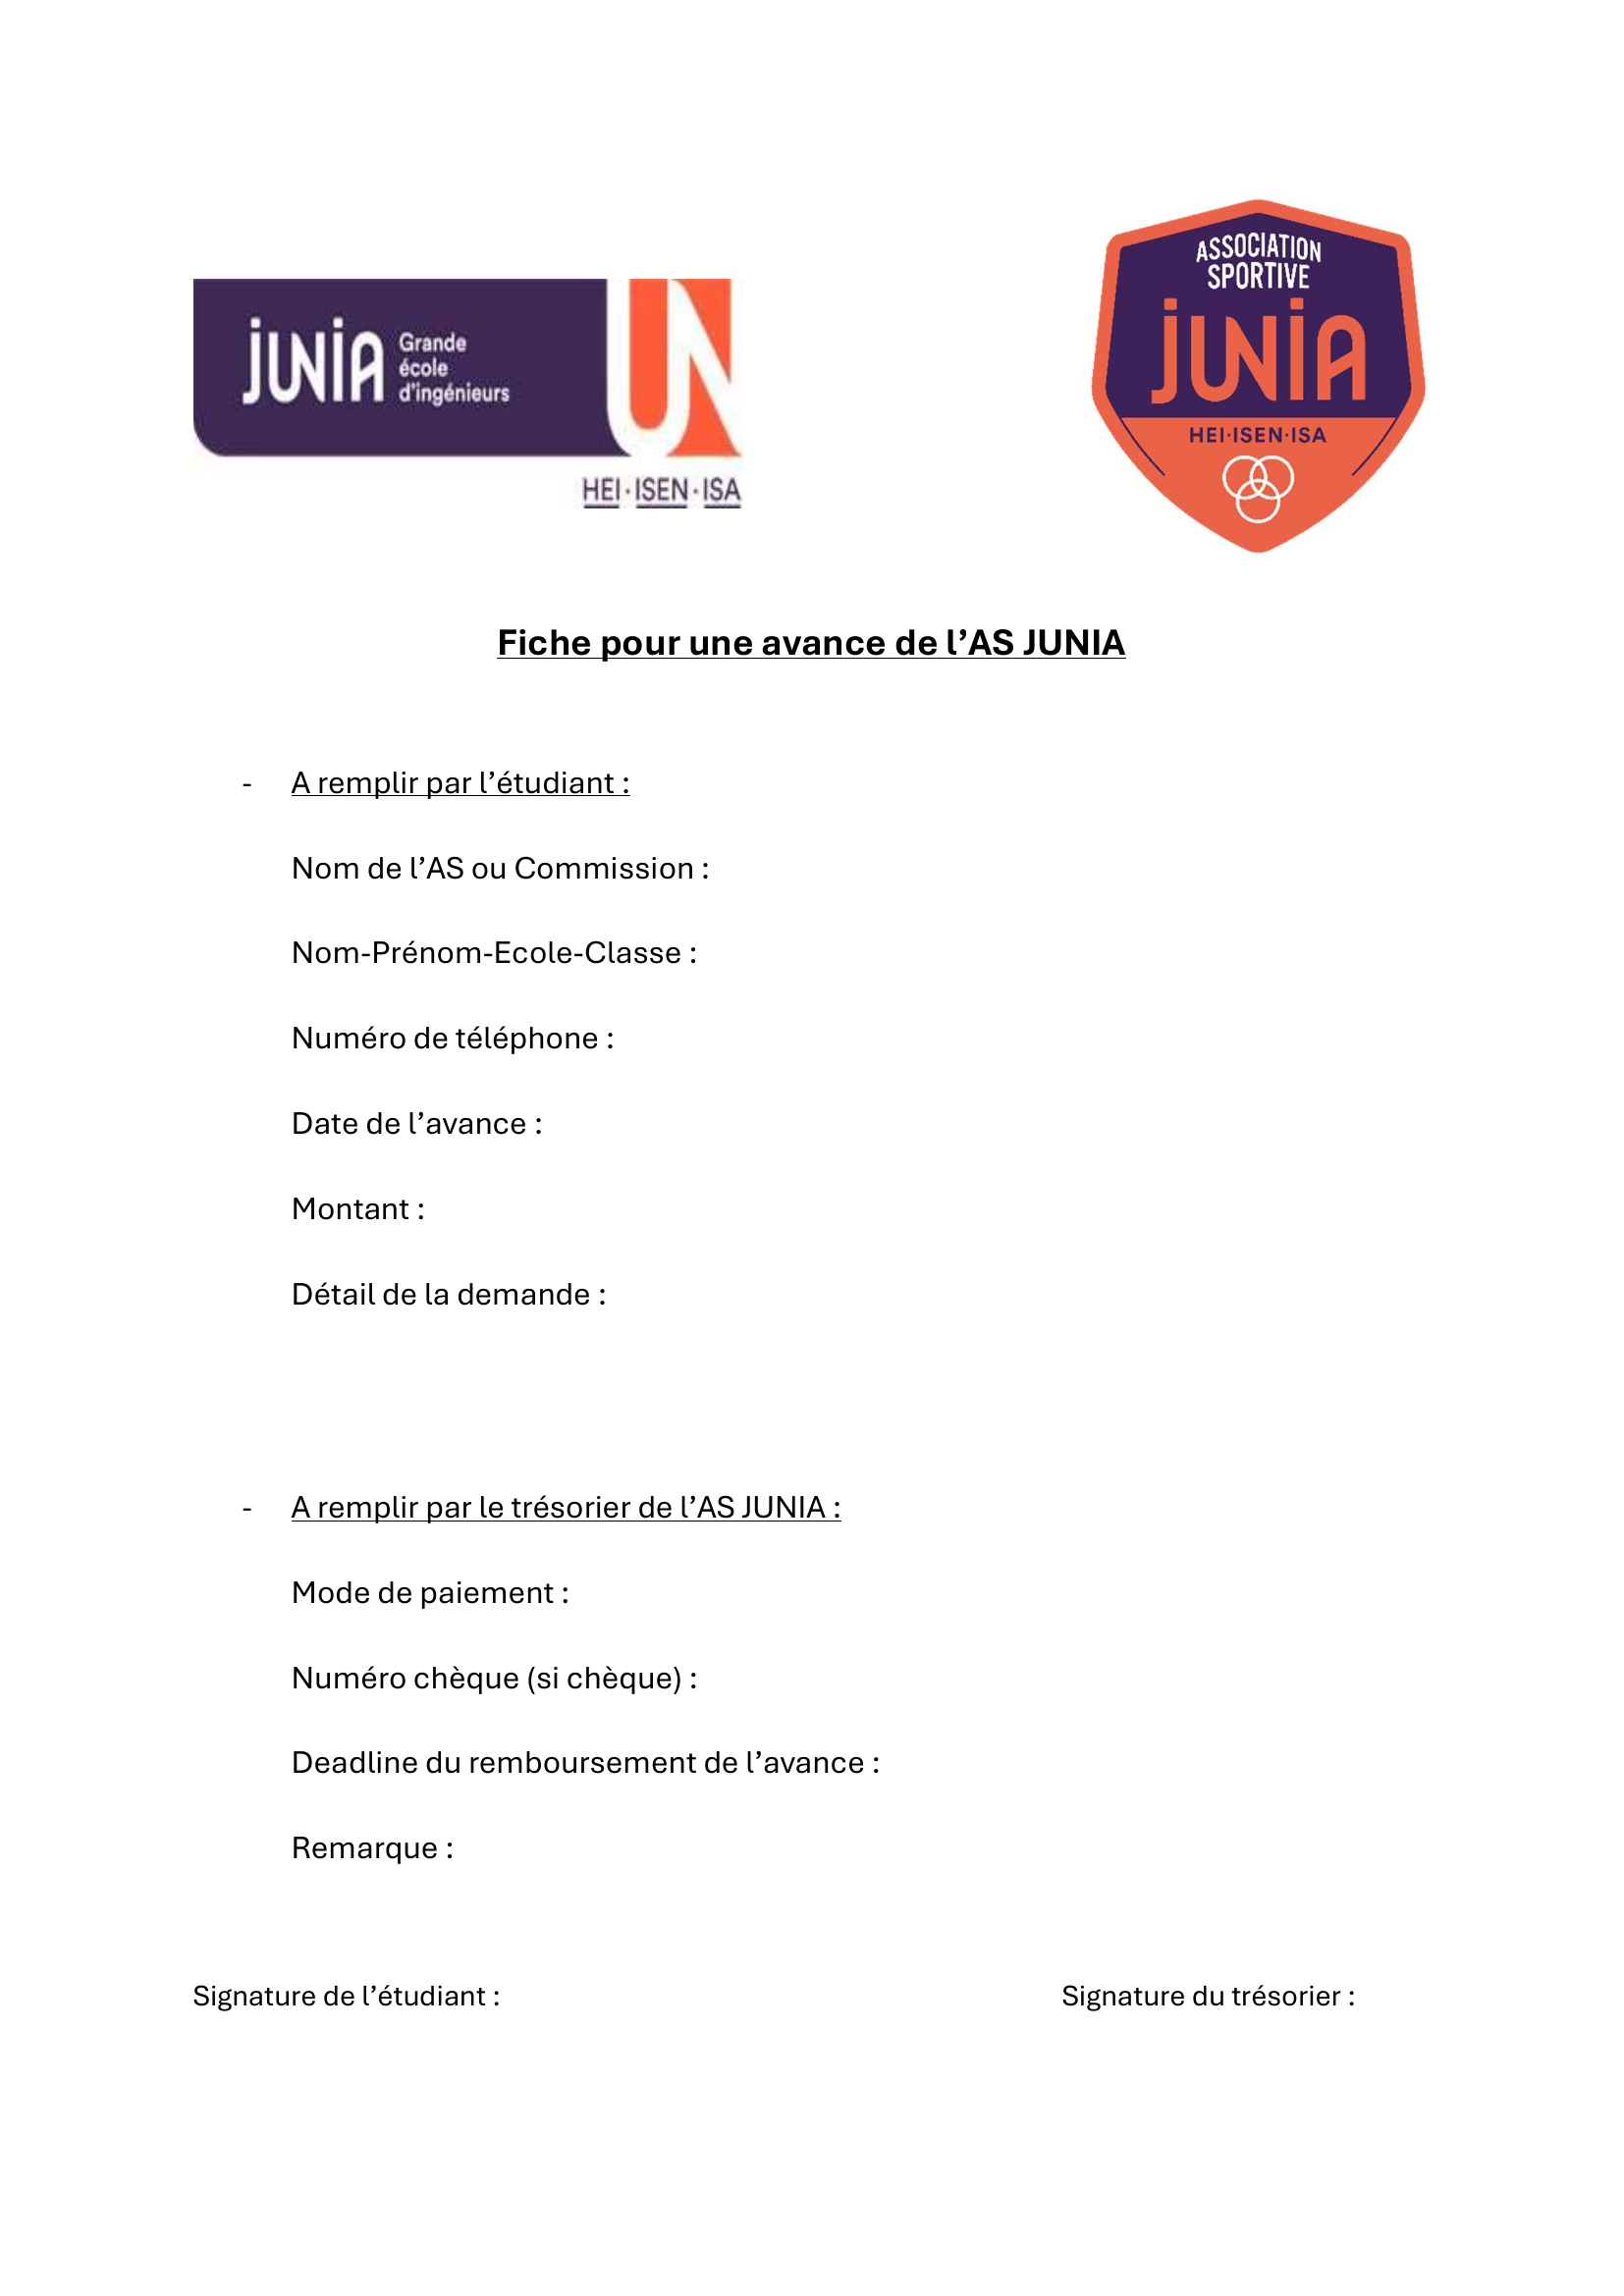 JUNIA Grande
école
d'ingénieurs
HEI·ISEN·ISA
ASSOCIATION
SPORTIVE
JUNIA
HEI·ISEN·ISA
Fiche pour une avance de l’AS JUNIA
- A remplir par l’étudiant :
Nom de l’AS ou Commission :
Nom-Prénom-Ecole-Classe :
Numéro de téléphone :
Date de l’avance :
Montant :
Détail de la demande :
- A remplir par le trésorier de l’AS JUNIA :
Mode de paiement :
Numéro chèque (si chèque) :
Deadline du remboursement de l’avance :
Remarque :
Signature de l’étudiant : Signature du trésorier :